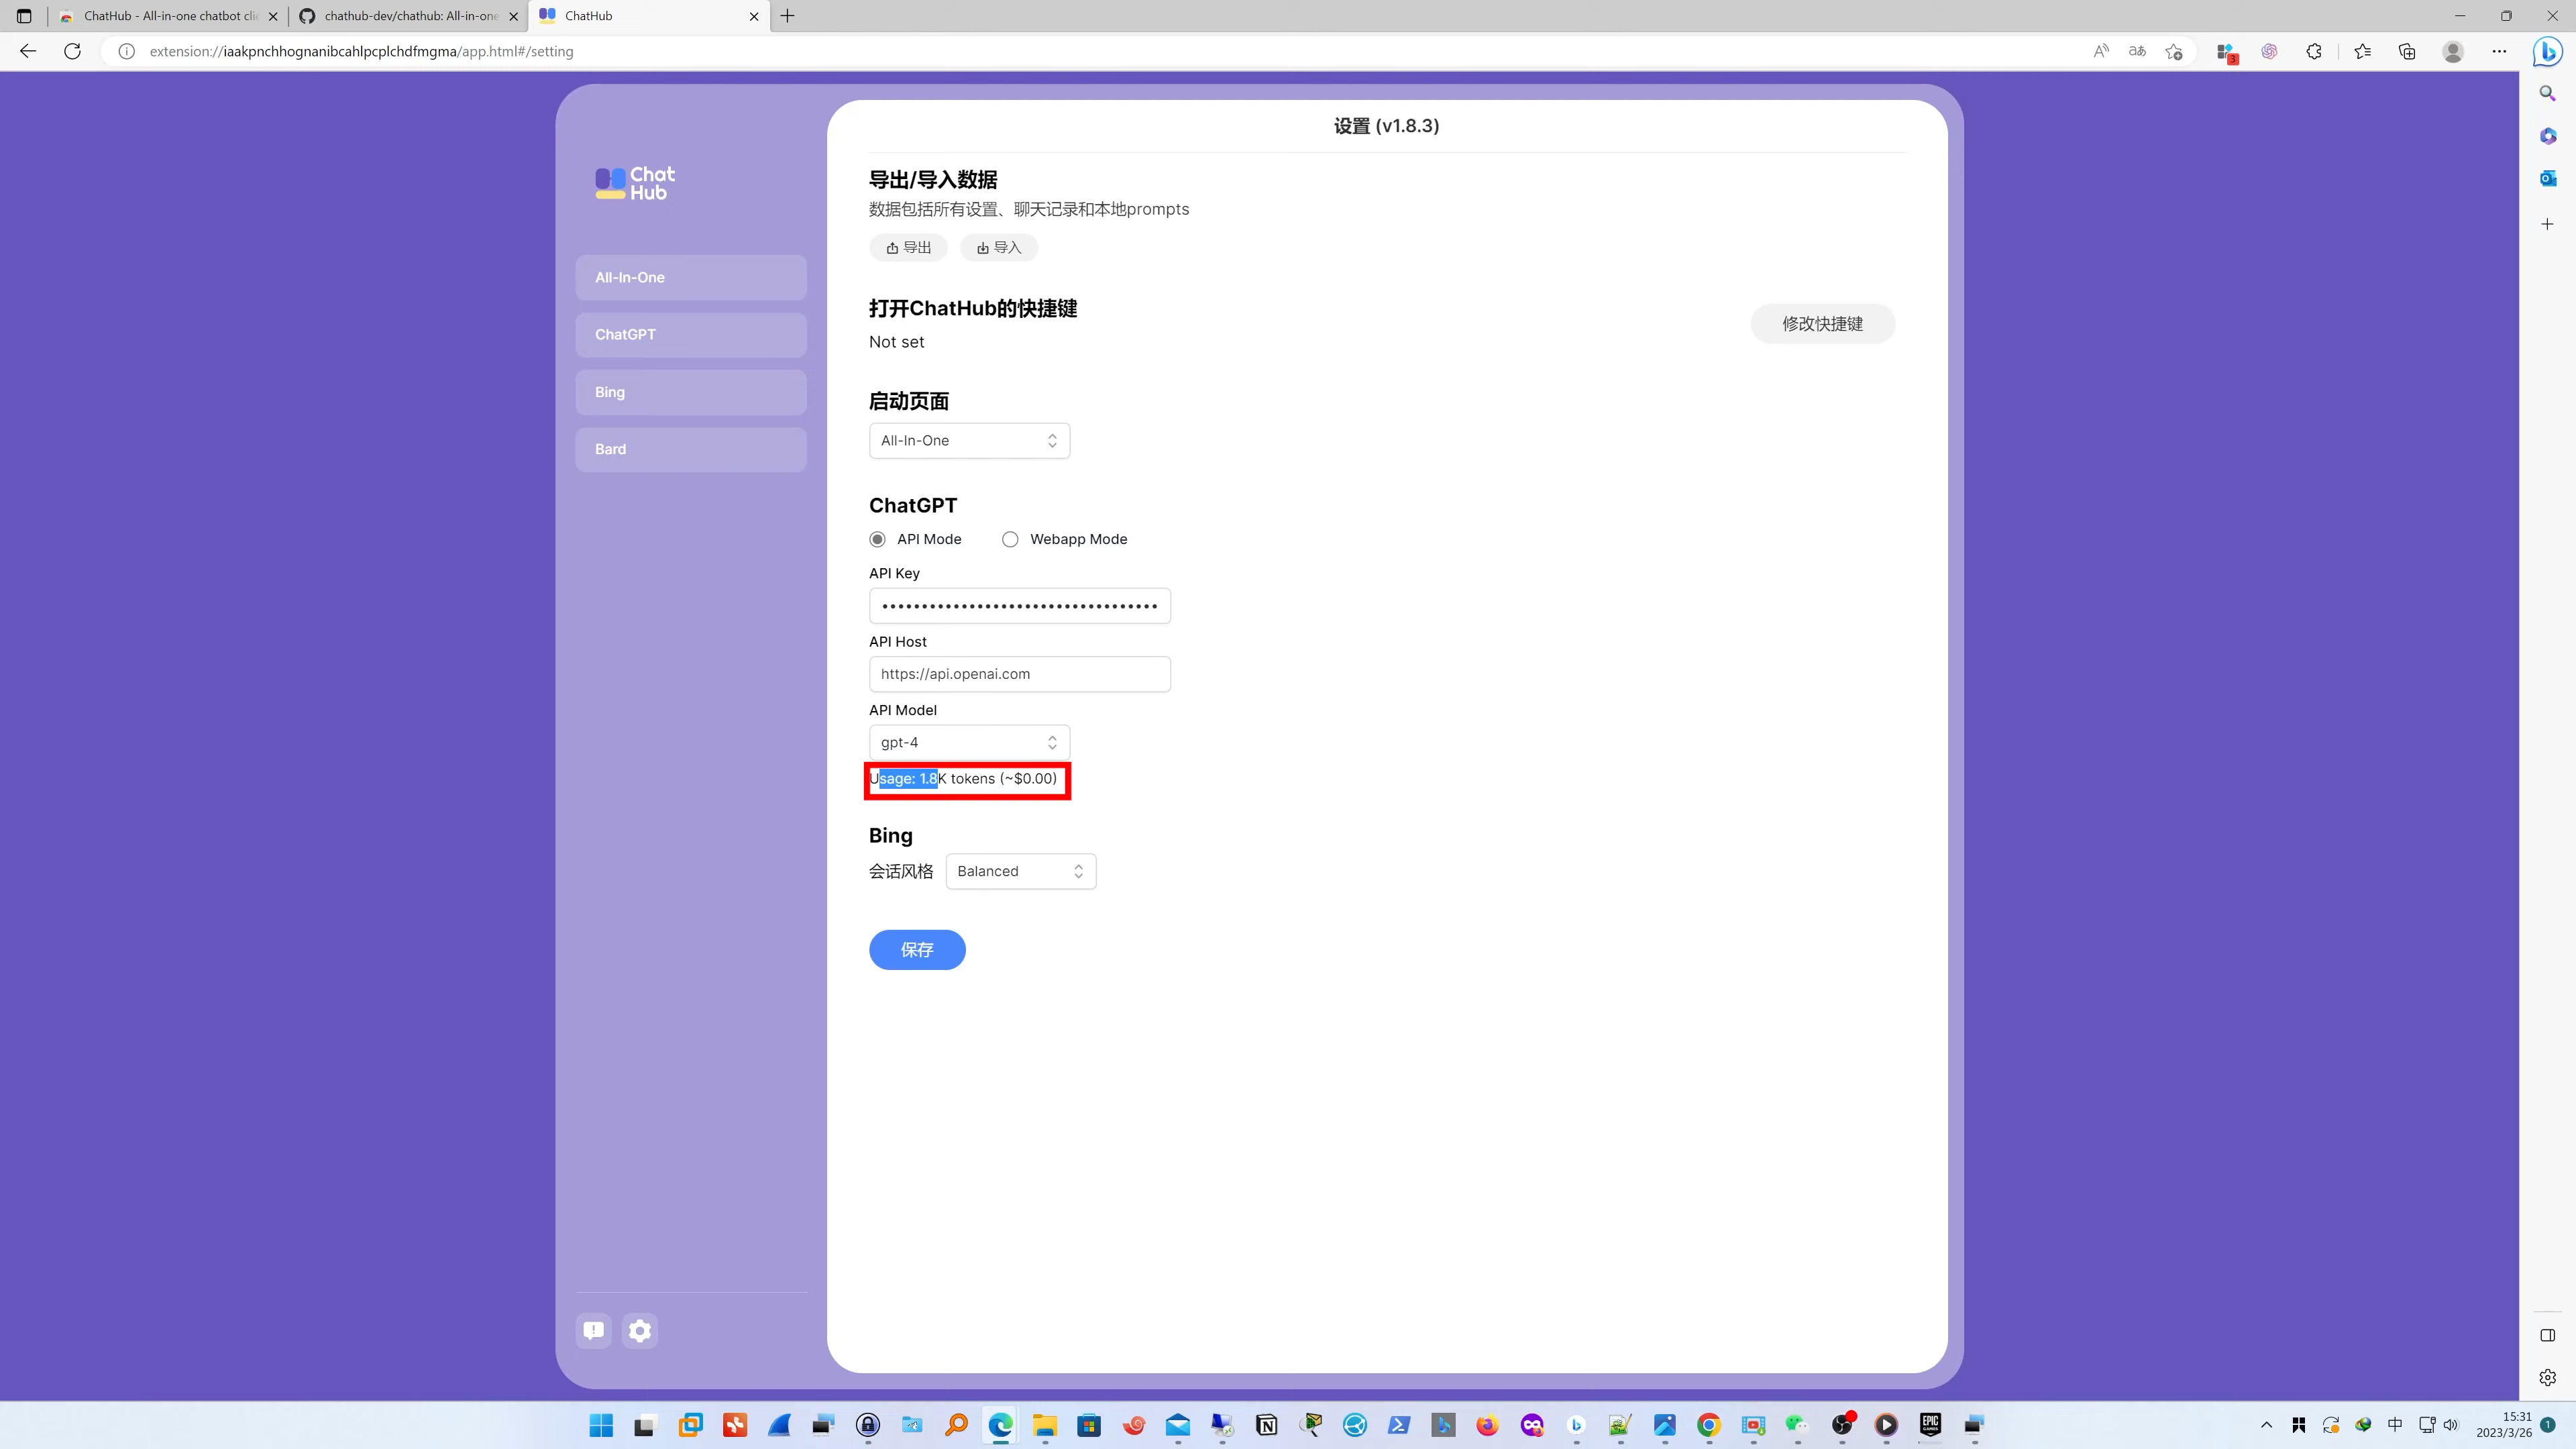 ChatHub - All-in-one chatbot clie
chathub-dev/chathub: All-in-one
ChatHub
extension://iaakpnchhognanibcahlpcplchdfmgma/app.html#/setting
Chat
Hub
All-In-One
ChatGPT
Bing
Bard
设置 (v1.8.3)
导出/导入数据
数据包括所有设置、聊天记录和本地prompts
导出
导入
打开ChatHub的快捷键
Not set
修改快捷键
启动页面
All-In-One
ChatGPT
API Mode
Webapp Mode
API Key
API Host
https://api.openai.com
API Model
gpt-4
Usage: 1.8K tokens (~$0.00)
Bing
会话风格
Balanced
保存
中
15:31
2023/3/26
1